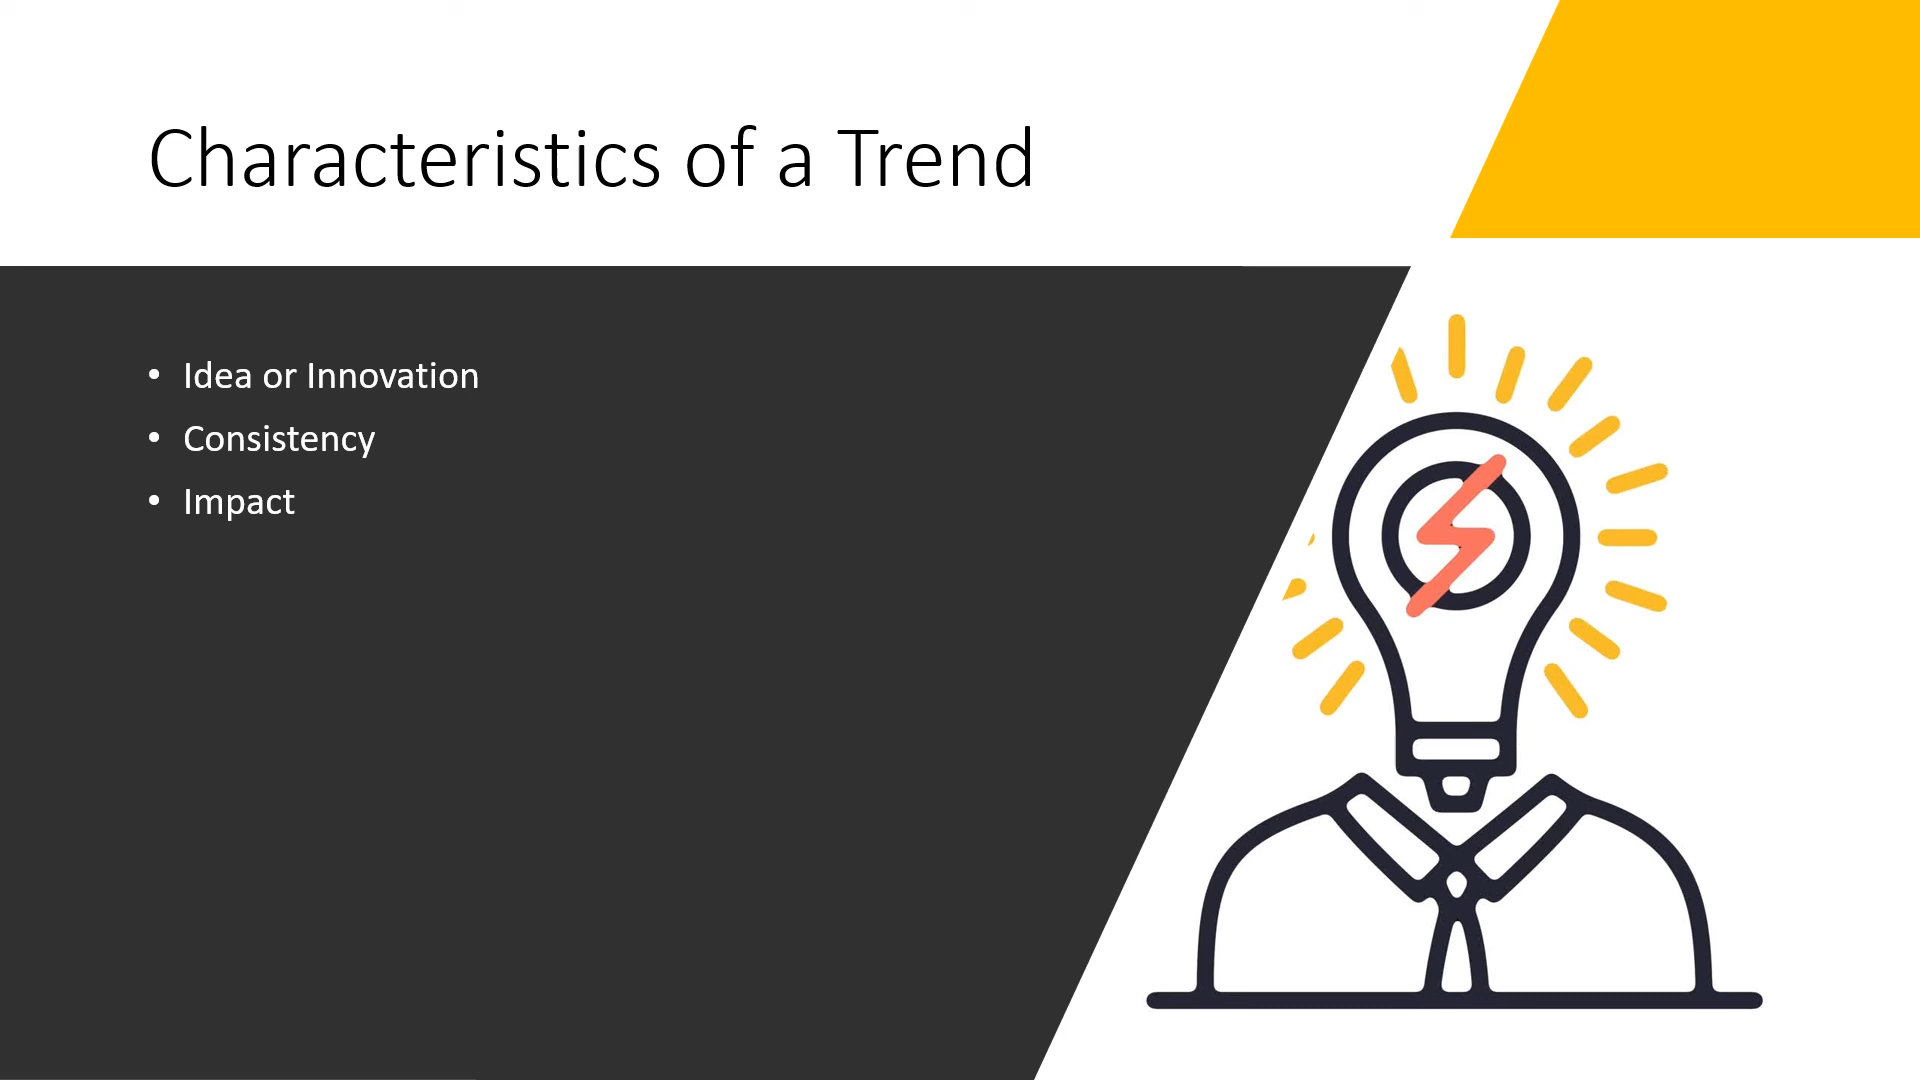 Characteristics of a Trend
• Idea or Innovation
• Consistency
• Impact